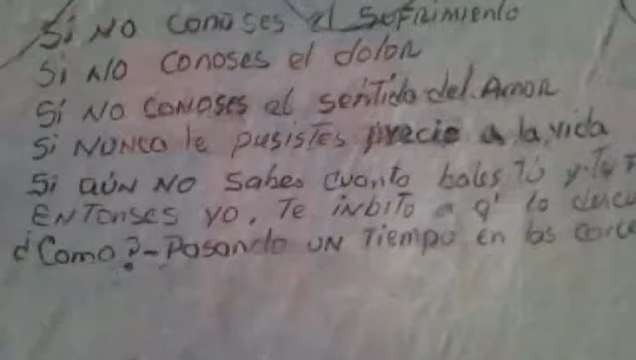 Si NO conoses el SUFRimiento
Si NO conoses el dolor
Si NO conoses el sentido del Amor
Si NUNCa le pusistes precio a la vida
Si aún NO Sabes cuanto bales Tú y Tu
ENTonses yo, Te inbito a q' lo
¿Como? - Pasando UN Tiempo en las